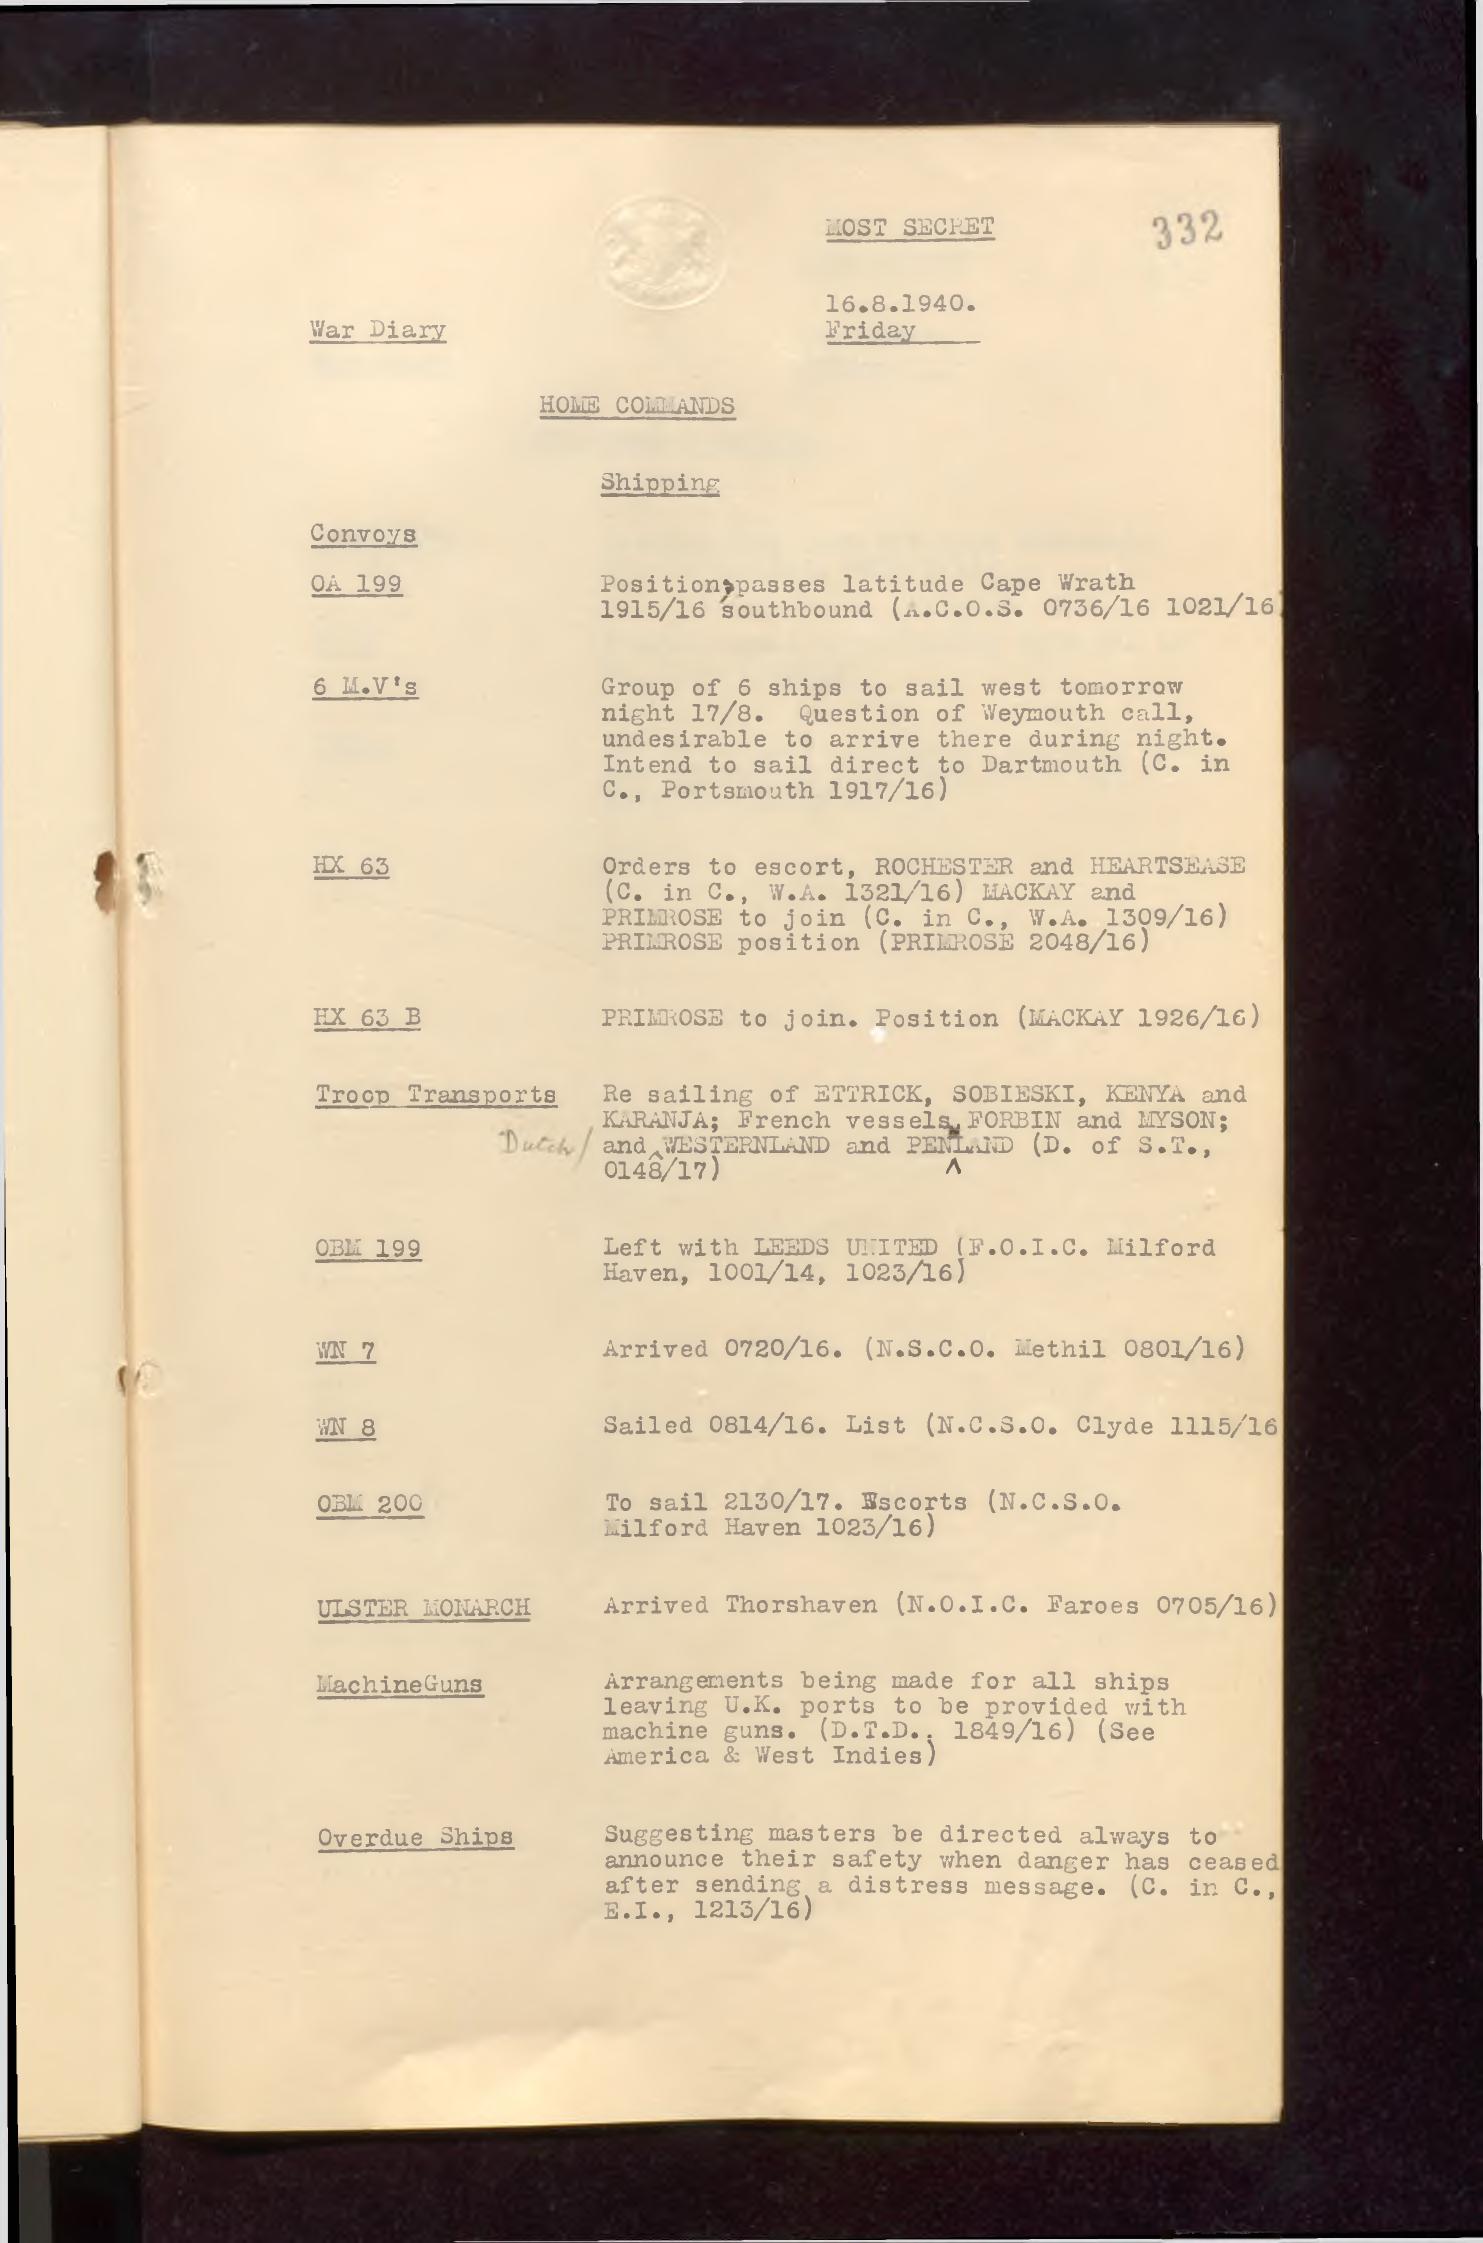 MOST SECRET
332
16.8.1940.
War Diary
Friday
HOME COMMANDS
Shipping
Convoys
OA 199
Position, passes latitude Cape Wrath
1915/16 southbound (A.C.O.S. 0736/16 1021/16)
6 M.V's
Group of 6 ships to sail west tomorrow
night 17/8. Question of Weymouth call,
undesirable to arrive there during night.
Intend to sail direct to Dartmouth (C. in
C., Portsmouth 1917/16)
HX 63
Orders to escort, ROCHESTER and HEARTSEASE
(C. in C., W.A. 1321/16) MACKAY and
PRIMROSE to join (C. in C., W.A. 1309/16)
PRIMROSE position (PRIMROSE 2048/16)
HX 63 B
PRIMROSE to join. Position (MACKAY 1926/16)
Troop Transports
Re sailing of ETTRICK, SOBIESKI, KENYA and
KARANJA; French vessels, FORBIN and MYSON;
Dutch/
and ^ WESTERNLAND and PENLAND (D. of S.T.,
0148/17)
^
OBM 199
Left with LEEDS UNITED (F.O.I.C. Milford
Haven, 1001/14, 1023/16)
WN 7
Arrived 0720/16. (N.S.C.O. Methil 0801/16)
WN 8
Sailed 0814/16. List (N.C.S.O. Clyde 1115/16
OBM 200
To sail 2130/17. Escorts (N.C.S.O.
Milford Haven 1023/16)
ULSTER MONARCH
Arrived Thorshaven (N.O.I.C. Faroes 0705/16)
MachineGuns
Arrangements being made for all ships
leaving U.K. ports to be provided with
machine guns. (D.T.D., 1849/16) (See
America & West Indies)
Overdue Ships
Suggesting masters be directed always to
announce their safety when danger has ceased
after sending a distress message. (C. in C.,
E.I., 1213/16)